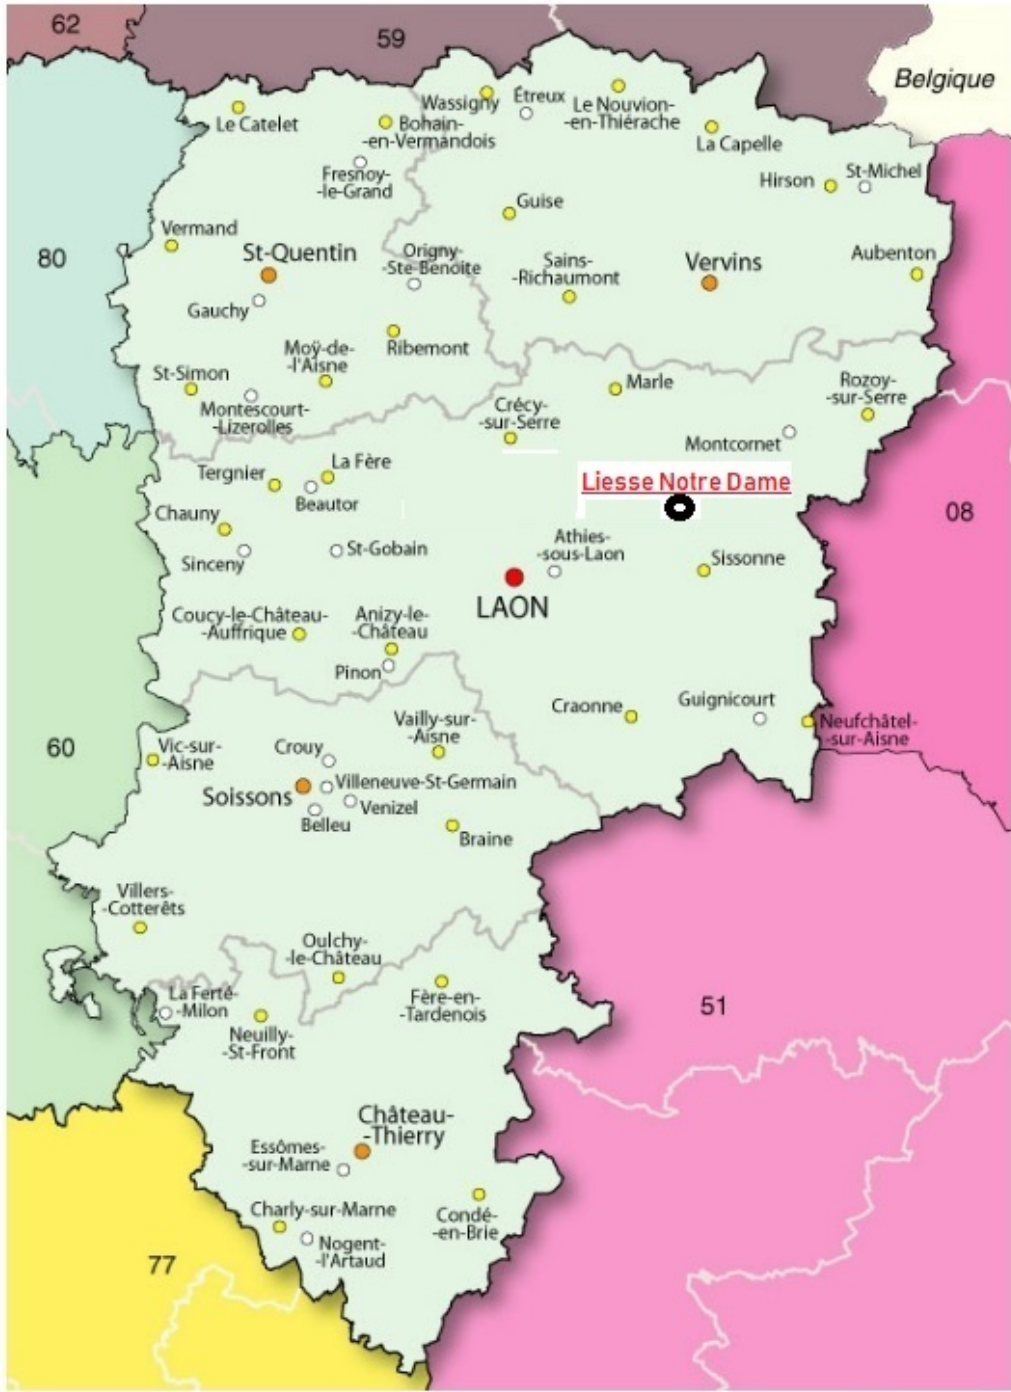 62
59
Belgique
Wassigny
Étreux
Le Nouvion-
-en-Thiérache
Le Catelet
Bohain-
-en-Vermandois
La Capelle
Fresnoy-
-le-Grand
Hirson
St-Michel
Guise
Vermand
80
St-Quentin
Origny-
-Ste-Benoite
Sains-
-Richaumont
Vervins
Aubenton
Gauchy
Ribemont
Moÿ-de-
-l'Aisne
St-Simon
Montescourt-
-Lizerolles
Marle
Rozoy-
-sur-Serre
Crécy-
-sur-Serre
Montcornet
Tergnier
La Fère
Beautor
Liesse Notre Dame
Chauny
08
Sinceny
St-Gobain
Athies-
-sous-Laon
Sissonne
LAON
Coucy-le-Château-
-Auffrique
Anizy-le-
-Château
Pinon
Craonne
Guignicourt
Neufchâtel-
-sur-Aisne
60
Vic-sur-
-Aisne
Crouy
Vailly-sur-
-Aisne
Soissons
Villeneuve-St-Germain
Venizel
Belleu
Braine
Villers-
-Cotterêts
Oulchy-
-le-Château
La Ferté-
-Milon
Neuilly-
-St-Front
Fère-en-
-Tardenois
51
Château-
-Thierry
Essômes-
-sur-Marne
Charly-sur-Marne
Condé-
-en-Brie
Nogent-
-l'Artaud
77